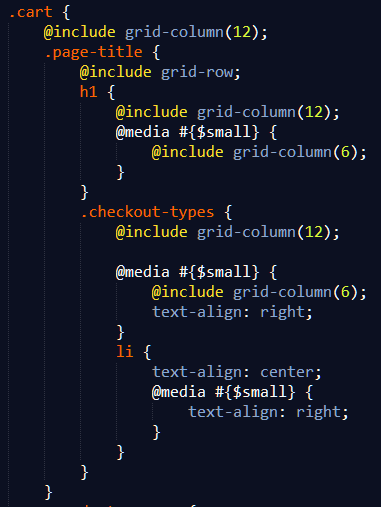 .cart {
    @include grid-column(12);
    .page-title {
        @include grid-row;
        h1 {
            @include grid-column(12);
            @media #{$small} {
                @include grid-column(6);
            }
        }
        .checkout-types {
            @include grid-column(12);

            @media #{$small} {
                @include grid-column(6);
                text-align: right;
            }
            li {
                text-align: center;
                @media #{$small} {
                    text-align: right;
                }
            }
        }
    }